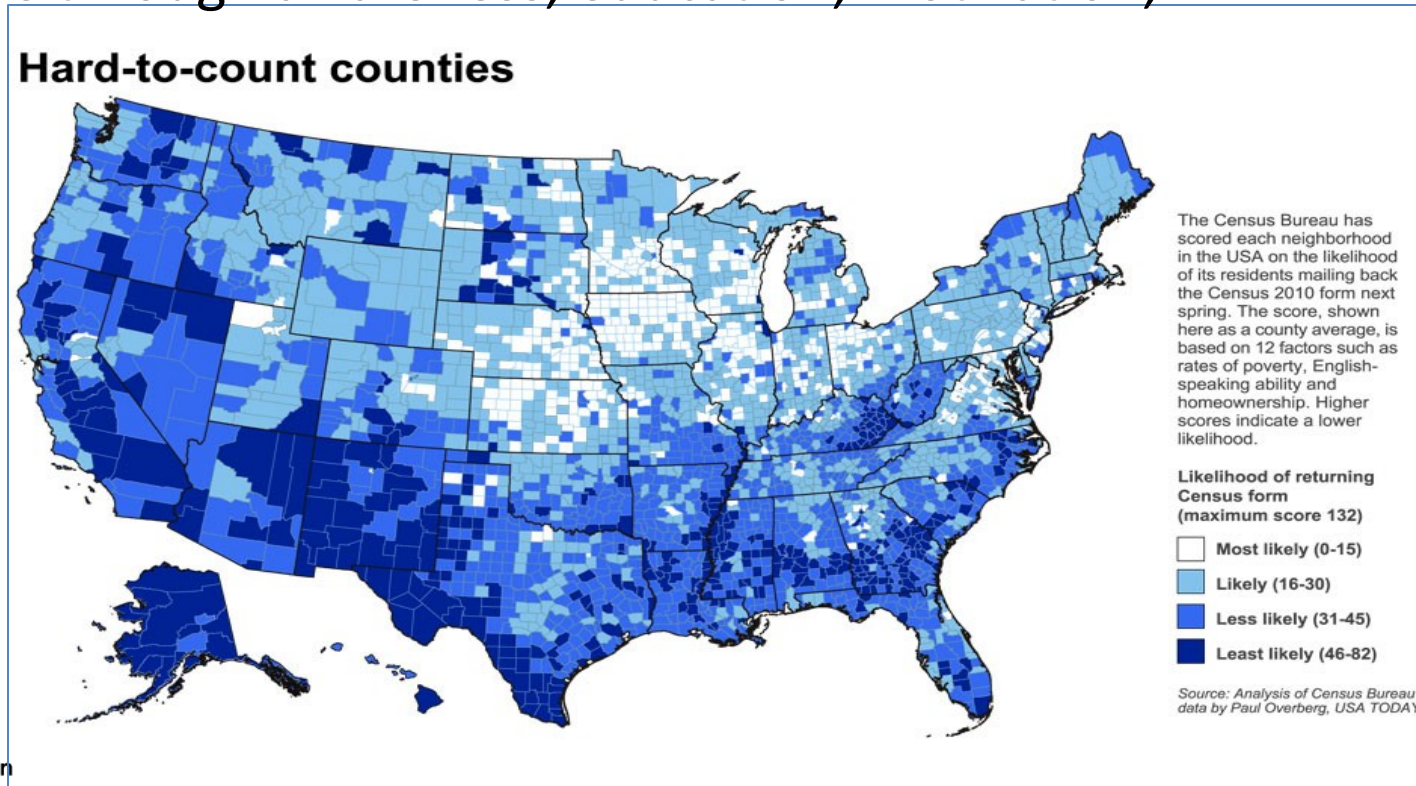 Hard-to-count counties
The Census Bureau has
scored each neighborhood
in the USA on the likelihood
of its residents mailing back
the Census 2010 form next
spring. The score, shown
here as a county average, is
based on 12 factors such as
rates of poverty, English-
speaking ability and
homeownership. Higher
scores indicate a lower
likelihood.
Likelihood of returning
Census form
(maximum score 132)
Most likely (0-15)
Likely (16-30)
Less likely (31-45)
Least likely (46-82)
Source: Analysis of Census Bureau
data by Paul Overberg, USA TODAY
n